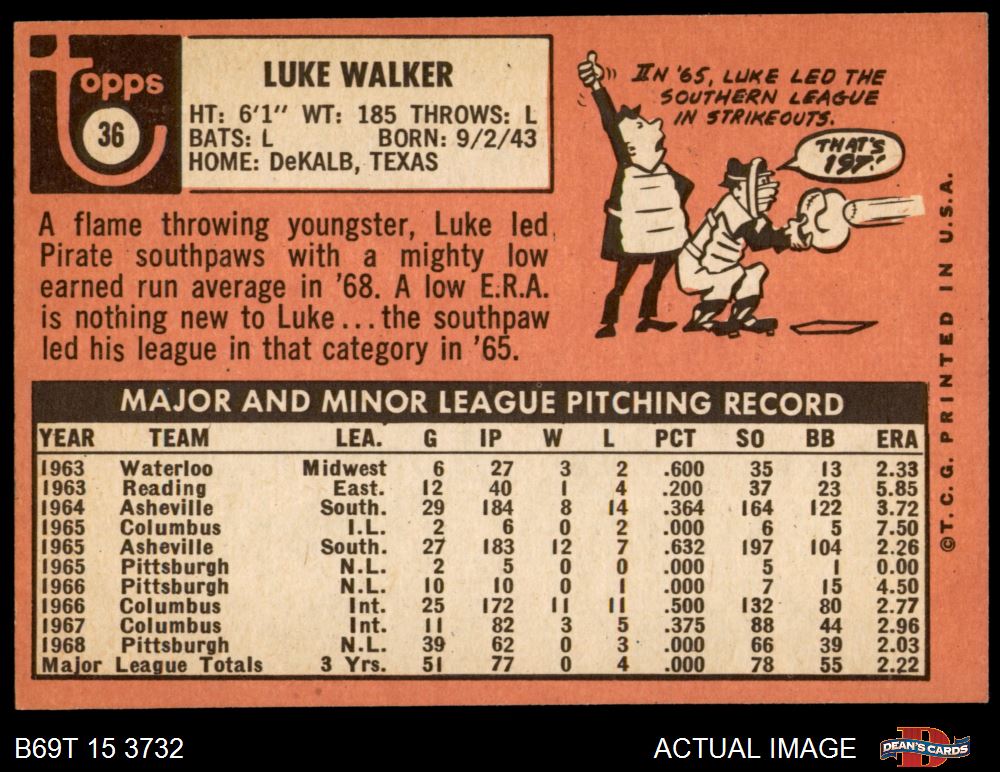 topps
36
LUKE WALKER
HT: 6'1" WT: 185 THROWS: L
BATS: L BORN: 9/2/43
HOME: DeKALB, TEXAS
IN '65, LUKE LED THE
SOUTHERN LEAGUE
IN STRIKEOUTS.
THAT'S
197!
A flame throwing youngster, Luke led
Pirate southpaws with a mighty low
earned run average in '68. A low E.R.A.
is nothing new to Luke...the southpaw
led his league in that category in '65.
MAJOR AND MINOR LEAGUE PITCHING RECORD
YEAR TEAM LEA. G IP W L PCT SO BB ERA
1963 Waterloo Midwest 6 27 3 2 .600 35 13 2.33
1963 Reading East. 12 40 1 4 .200 37 23 5.85
1964 Asheville South. 29 184 8 14 .364 164 122 3.72
1965 Columbus I.L. 2 6 0 2 .000 6 5 7.50
1965 Asheville South. 27 183 12 7 .632 197 104 2.26
1965 Pittsburgh N.L. 2 5 0 0 .000 5 1 0.00
1966 Pittsburgh N.L. 10 10 0 1 .000 7 15 4.50
1966 Columbus Int. 25 172 11 11 .500 132 80 2.77
1967 Columbus Int. 11 82 3 5 .375 88 44 2.96
1968 Pittsburgh N.L. 39 62 0 3 .000 66 39 2.03
Major League Totals 3 Yrs. 51 77 0 4 .000 78 55 2.22
©T.C.G. PRINTED IN U.S.A.
B69T 15 3732
ACTUAL IMAGE
DEAN'S CARDS